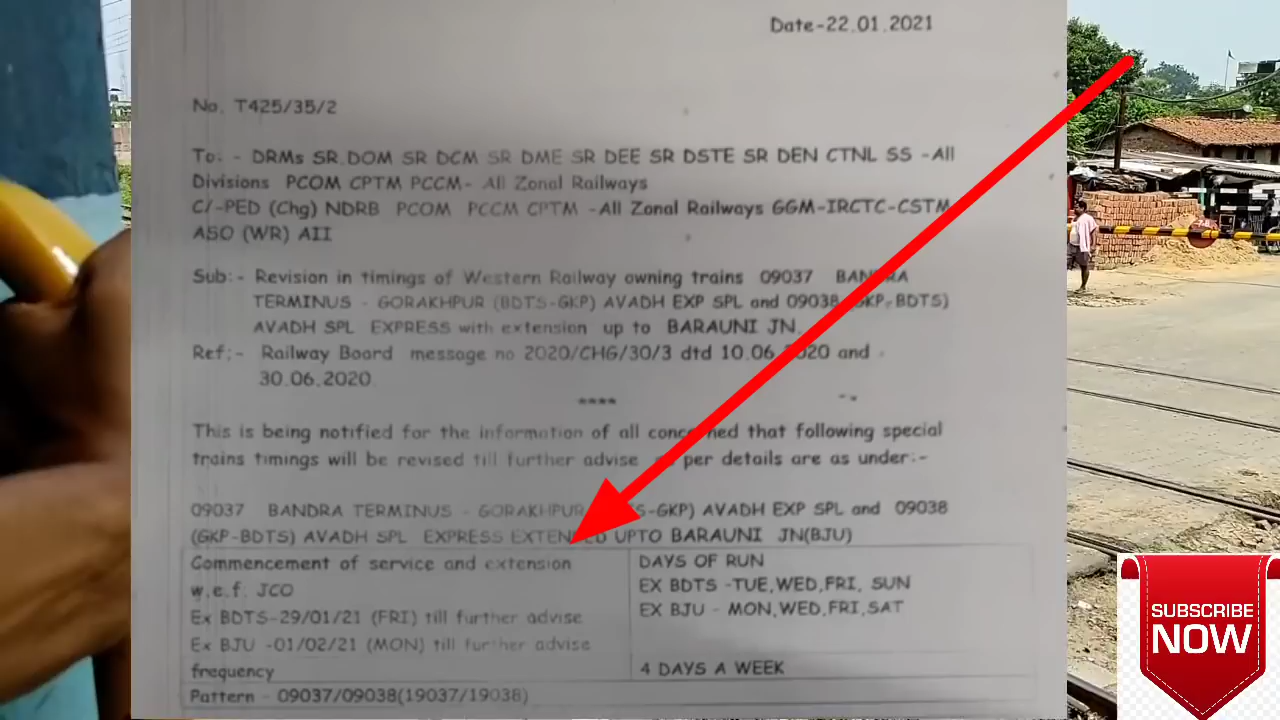 Date-22.01.2021
No. T425/35/2
To: - DRMs SR.DOM SR DCM SR DME SR DEE SR DSTE SR DEN CTNL SS -All
Divisions PCOM CPTM PCCM- All Zonal Railways
C/-PED (Chg) NDRB PCOM PCCM CPTM -All Zonal Railways GGM-IRCTC-CSTM
ASO (WR) AII
Sub:- Revision in timings of Western Railway owning trains 09037 BANDRA
TERMINUS - GORAKHPUR (BDTS-GKP) AVADH EXP SPL and 09038 (GKP-BDTS)
AVADH SPL EXPRESS with extension up to BARAUNI JN.
Ref:- Railway Board message no 2020/CHG/30/3 dtd 10.06.2020 and
30.06.2020.
****
This is being notified for the information of all concerned that following special
trains timings will be revised till further advise per details are as under:-
09037 BANDRA TERMINUS - GORAKHPUR (BDTS-GKP) AVADH EXP SPL and 09038
(GKP-BDTS) AVADH SPL EXPRESS EXTENDED UPTO BARAUNI JN(BJU)
Commencement of service and extension
w.e.f. JCO
Ex BDTS-29/01/21 (FRI) till further advise
Ex BJU -01/02/21 (MON) till further advise
DAYS OF RUN
EX BDTS -TUE,WED,FRI, SUN
EX BJU - MON,WED,FRI,SAT
frequency
4 DAYS A WEEK
Pattern - 09037/09038(19037/19038)
SUBSCRIBE
NOW